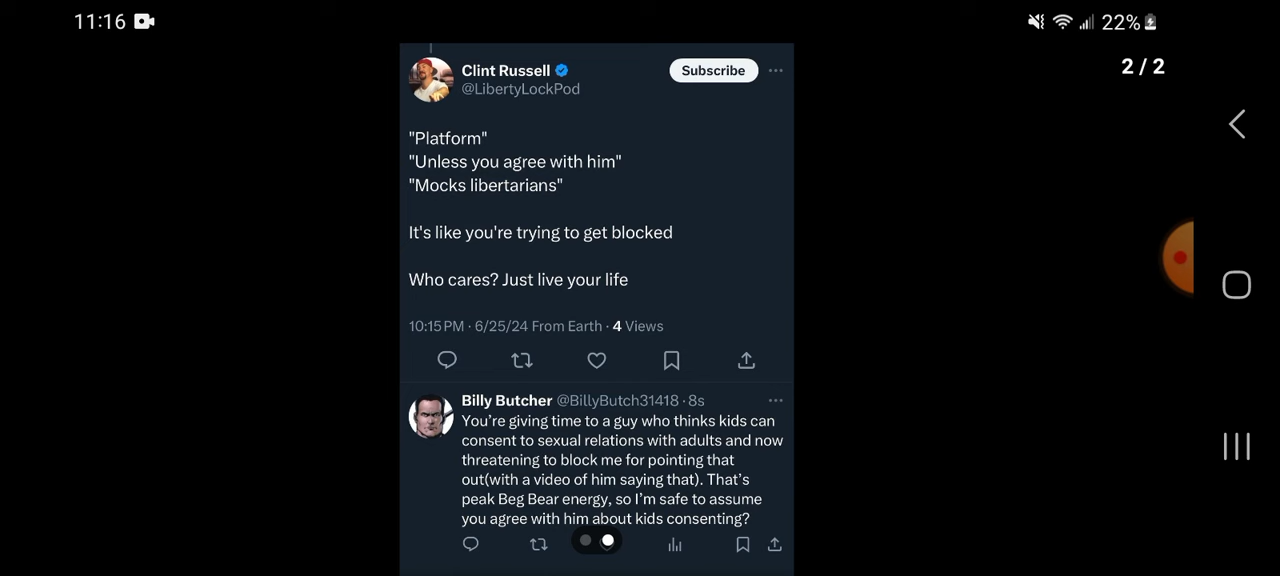 11:16
22%
2 / 2
Clint Russell
Subscribe
@LibertyLockPod
"Platform"
"Unless you agree with him"
"Mocks libertarians"
It's like you're trying to get blocked
Who cares? Just live your life
10:15 PM · 6/25/24 From Earth · 4 Views
Billy Butcher @BillyButch31418 · 8s
You're giving time to a guy who thinks kids can
consent to sexual relations with adults and now
threatening to block me for pointing that
out(with a video of him saying that). That's
peak Beg Bear energy, so I'm safe to assume
you agree with him about kids consenting?